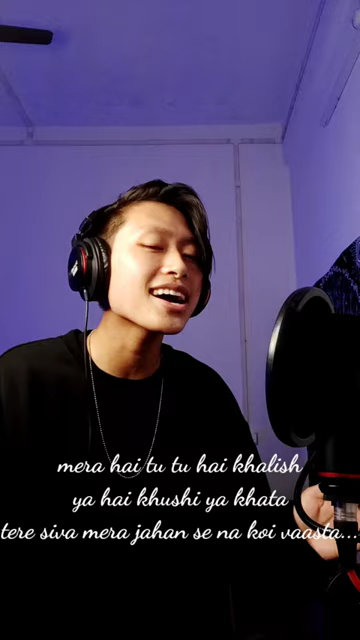 mera hai tu tu hai khalish
ya hai khushi ya khata
tere siva mera jahan se na koi vaasta...